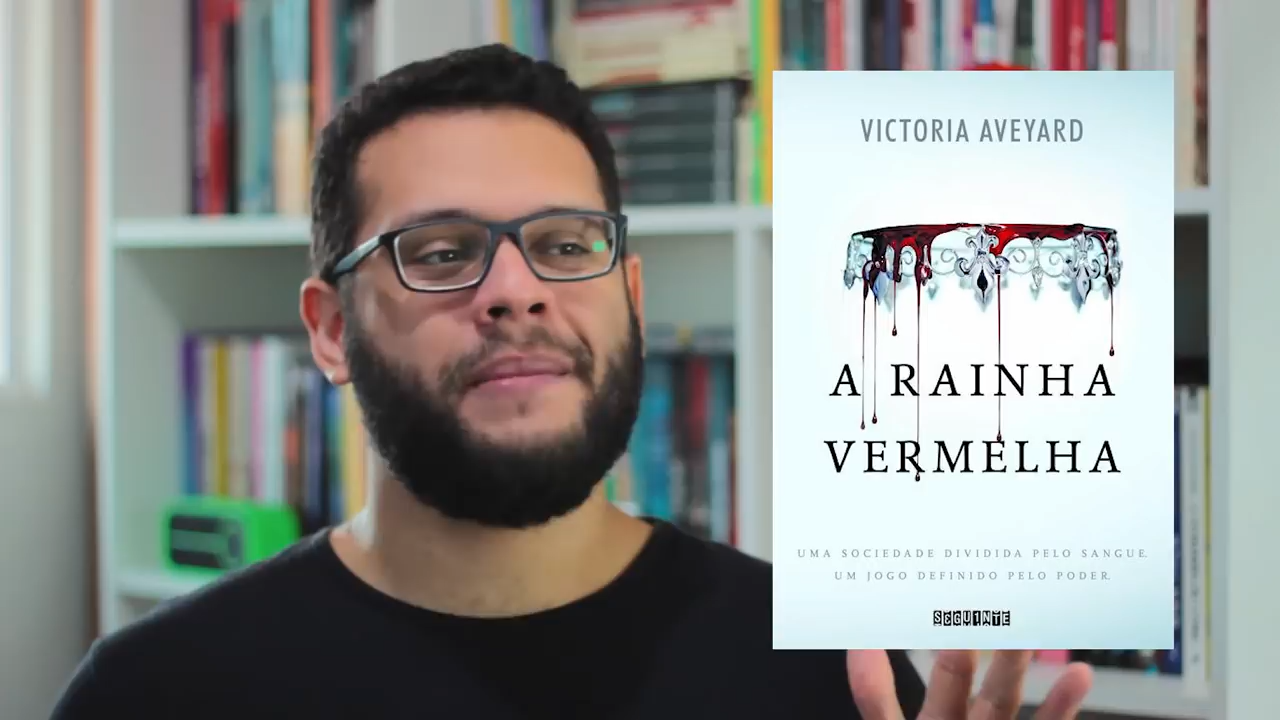 VICTORIA AVEYARD
A RAINHA
VERMELHA
UMA SOCIEDADE DIVIDIDA PELO SANGUE.
UM JOGO DEFINIDO PELO PODER.
SEGUINTE